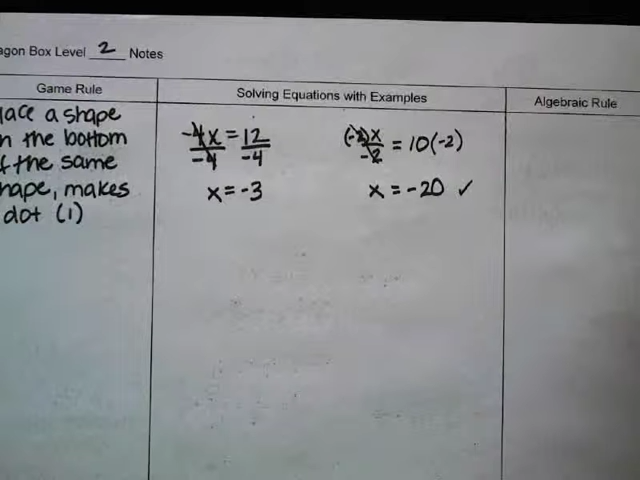 agon Box Level 2 Notes
Game Rule
Solving Equations with Examples
Algebraic Rule
lace a shape
n the bottom
f the same
hape, makes
dot (1)
-4x = 12
-4 -4
x = -3
(-2)x = 10(-2)
-2
x = -20 ✓